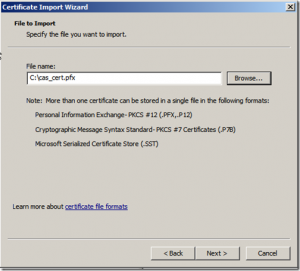 Certificate Import Wizard
File to Import
Specify the file you want to import.
File name:
C:\cas_cert.pfx
Browse...
Note: More than one certificate can be stored in a single file in the following formats:
Personal Information Exchange- PKCS #12 (.PFX,.P12)
Cryptographic Message Syntax Standard- PKCS #7 Certificates (.P7B)
Microsoft Serialized Certificate Store (.SST)
Learn more about certificate file formats
< Back Next > Cancel